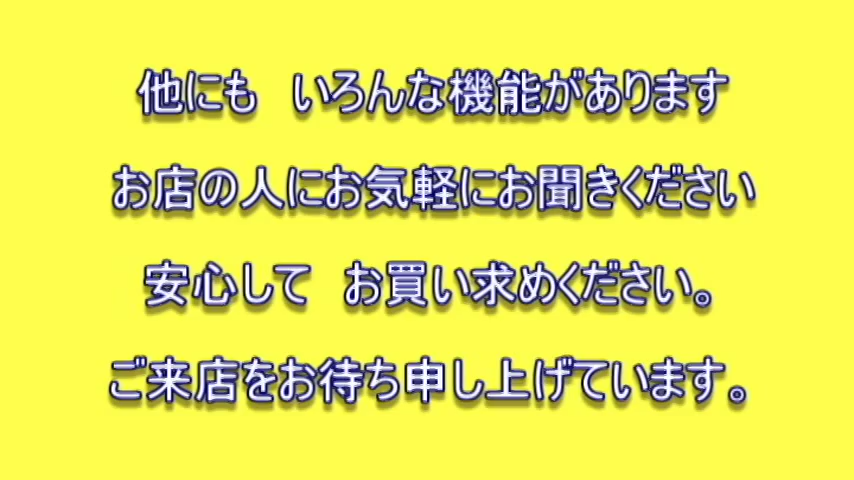 他にも　いろんな機能があります
お店の人にお気軽にお聞きください
安心して　お買い求めください。
ご来店をお待ち申し上げています。